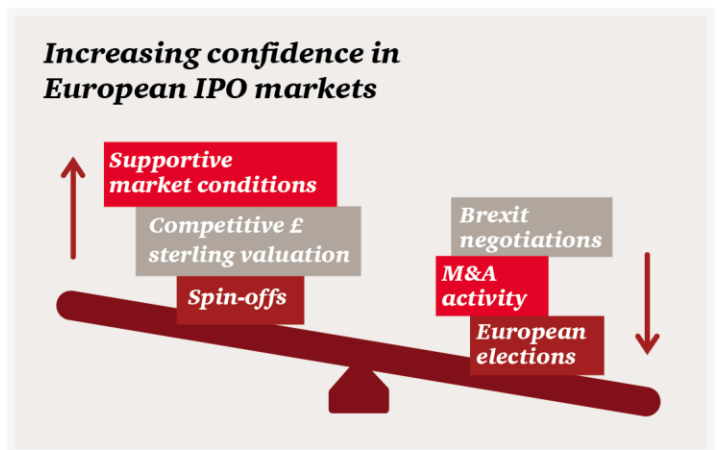 Increasing confidence in
European IPO markets
Supportive
market conditions
Competitive £
sterling valuation
Spin-offs
Brexit
negotiations
M&A
activity
European
elections